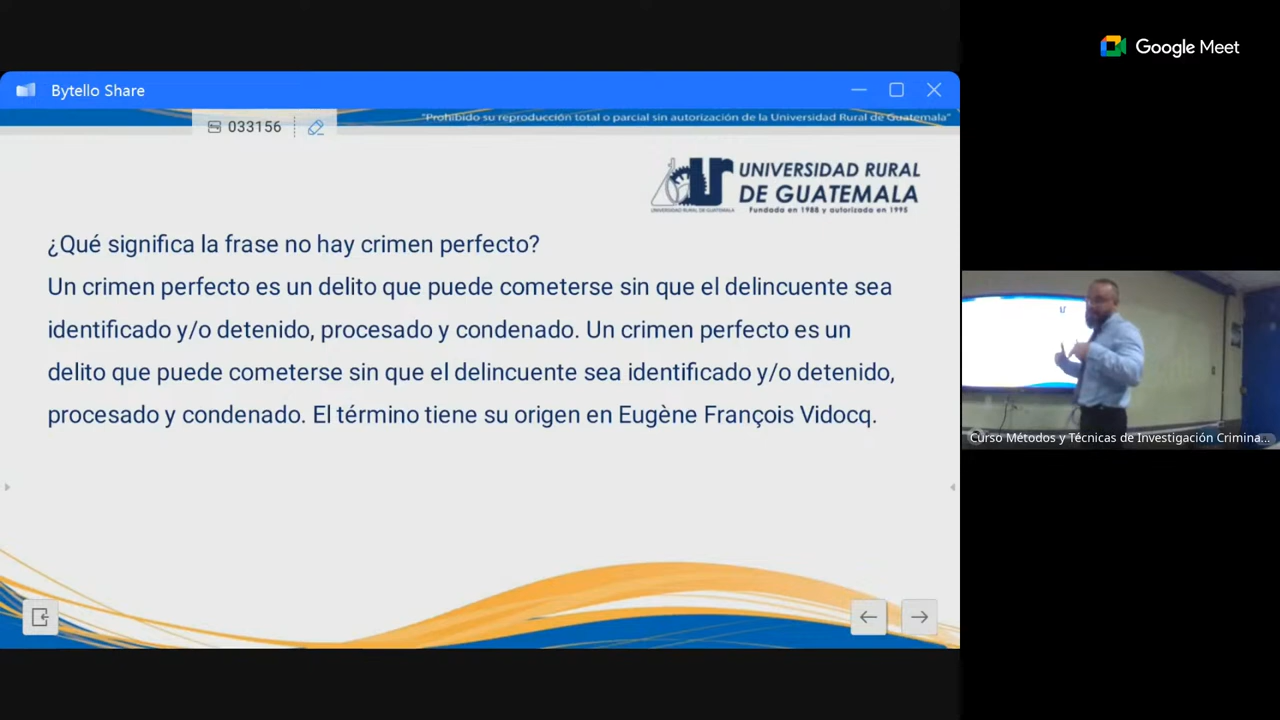 Google Meet
Bytello Share
"Prohibido su reproducción total o parcial sin autorización de la Universidad Rural de Guatemala"
033156
UNIVERSIDAD RURAL
DE GUATEMALA
UNIVERSIDAD RURAL DE GUATEMALA
Fundada en 1988 y autorizada en 1995
¿Qué significa la frase no hay crimen perfecto?
Un crimen perfecto es un delito que puede cometerse sin que el delincuente sea
identificado y/o detenido, procesado y condenado. Un crimen perfecto es un
delito que puede cometerse sin que el delincuente sea identificado y/o detenido,
procesado y condenado. El término tiene su origen en Eugène François Vidocq.
Curso Métodos y Técnicas de Investigación Crimina...